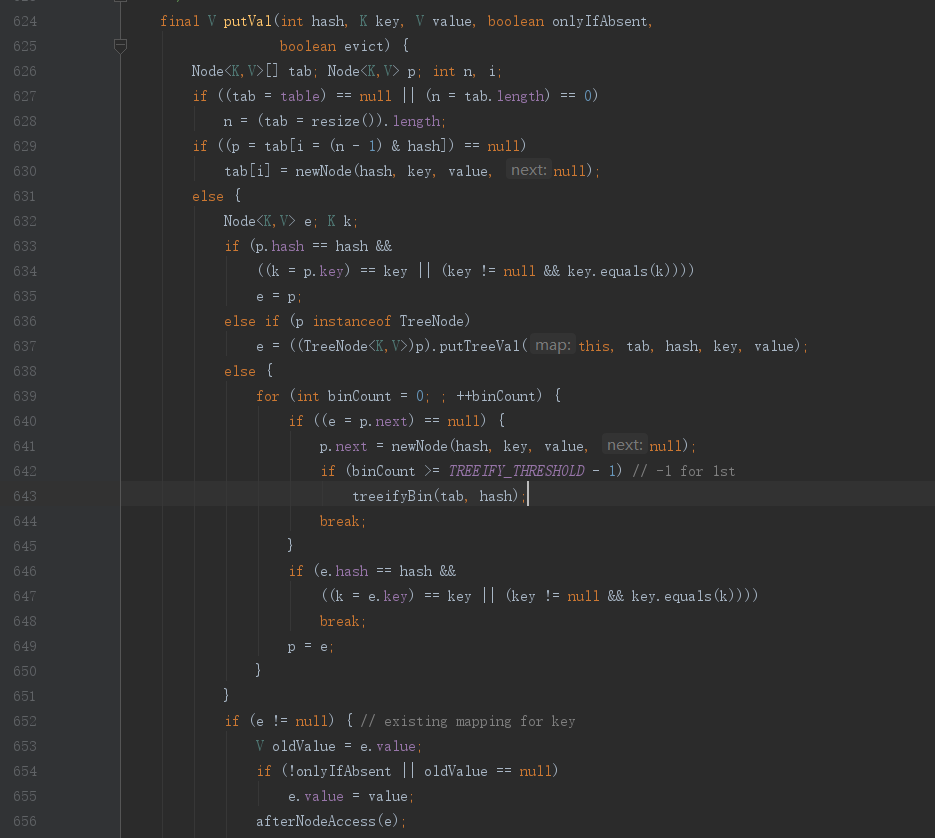 624 final V putVal(int hash, K key, V value, boolean onlyIfAbsent,
625 boolean evict) {
626 Node<K,V>[] tab; Node<K,V> p; int n, i;
627 if ((tab = table) == null || (n = tab.length) == 0)
628 n = (tab = resize()).length;
629 if ((p = tab[i = (n - 1) & hash]) == null)
630 tab[i] = newNode(hash, key, value, next: null);
631 else {
632 Node<K,V> e; K k;
633 if (p.hash == hash &&
634 ((k = p.key) == key || (key != null && key.equals(k))))
635 e = p;
636 else if (p instanceof TreeNode)
637 e = ((TreeNode<K,V>)p).putTreeVal( map: this, tab, hash, key, value);
638 else {
639 for (int binCount = 0; ; ++binCount) {
640 if ((e = p.next) == null) {
641 p.next = newNode(hash, key, value, next: null);
642 if (binCount >= TREEIFY_THRESHOLD - 1) // -1 for 1st
643 treeifyBin(tab, hash);
644 break;
645 }
646 if (e.hash == hash &&
647 ((k = e.key) == key || (key != null && key.equals(k))))
648 break;
649 p = e;
650 }
651 }
652 if (e != null) { // existing mapping for key
653 V oldValue = e.value;
654 if (!onlyIfAbsent || oldValue == null)
655 e.value = value;
656 afterNodeAccess(e);